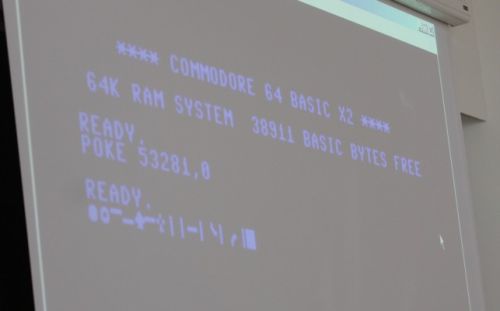 **** COMMODORE 64 BASIC X2 ****
64K RAM SYSTEM 38911 BASIC BYTES FREE
READY.
POKE 53281,0
READY.